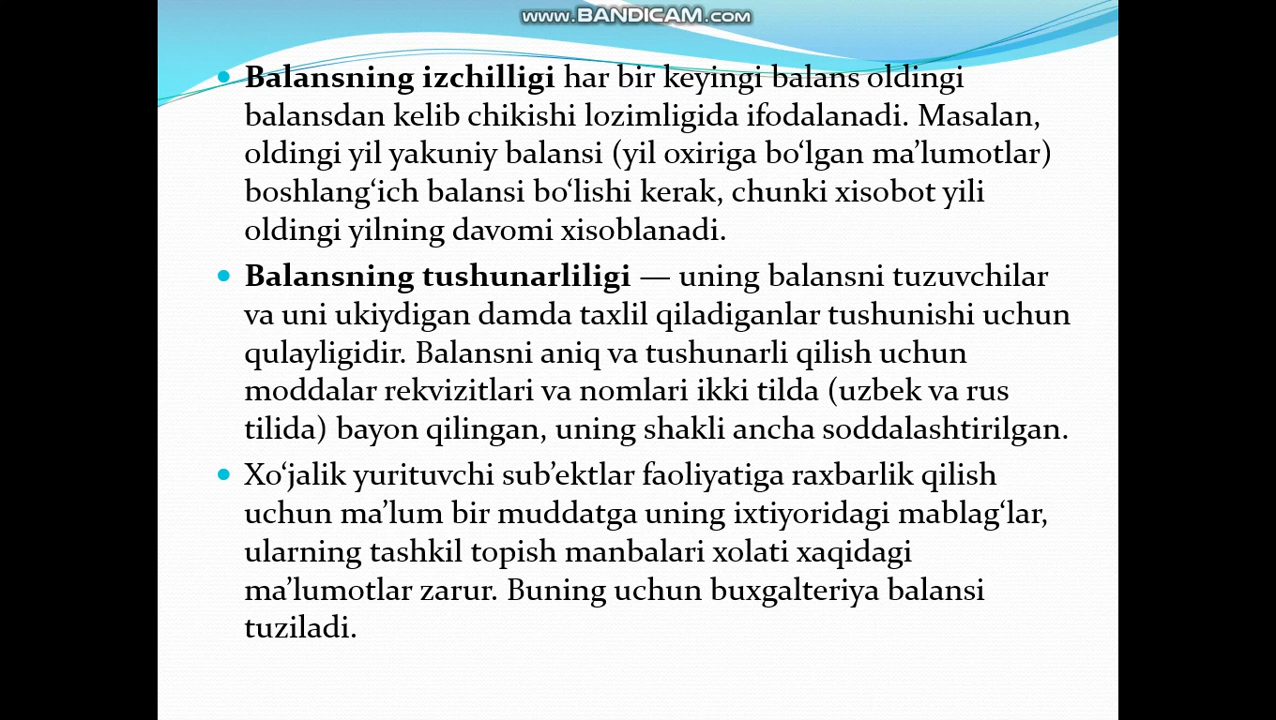 www.BANDICAM.com
• Balansning izchilligi har bir keyingi balans oldingi
balansdan kelib chikishi lozimligida ifodalanadi. Masalan,
oldingi yil yakuniy balansi (yil oxiriga bo‘lgan ma’lumotlar)
boshlang‘ich balansi bo‘lishi kerak, chunki xisobot yili
oldingi yilning davomi xisoblanadi.
• Balansning tushunarliligi — uning balansni tuzuvchilar
va uni ukiydigan damda taxlil qiladiganlar tushunishi uchun
qulayligidir. Balansni aniq va tushunarli qilish uchun
moddalar rekvizitlari va nomlari ikki tilda (uzbek va rus
tilida) bayon qilingan, uning shakli ancha soddalashtirilgan.
• Xo‘jalik yurituvchi sub’ektlar faoliyatiga raxbarlik qilish
uchun ma’lum bir muddatga uning ixtiyoridagi mablag‘lar,
ularning tashkil topish manbalari xolati xaqidagi
ma’lumotlar zarur. Buning uchun buxgalteriya balansi
tuziladi.